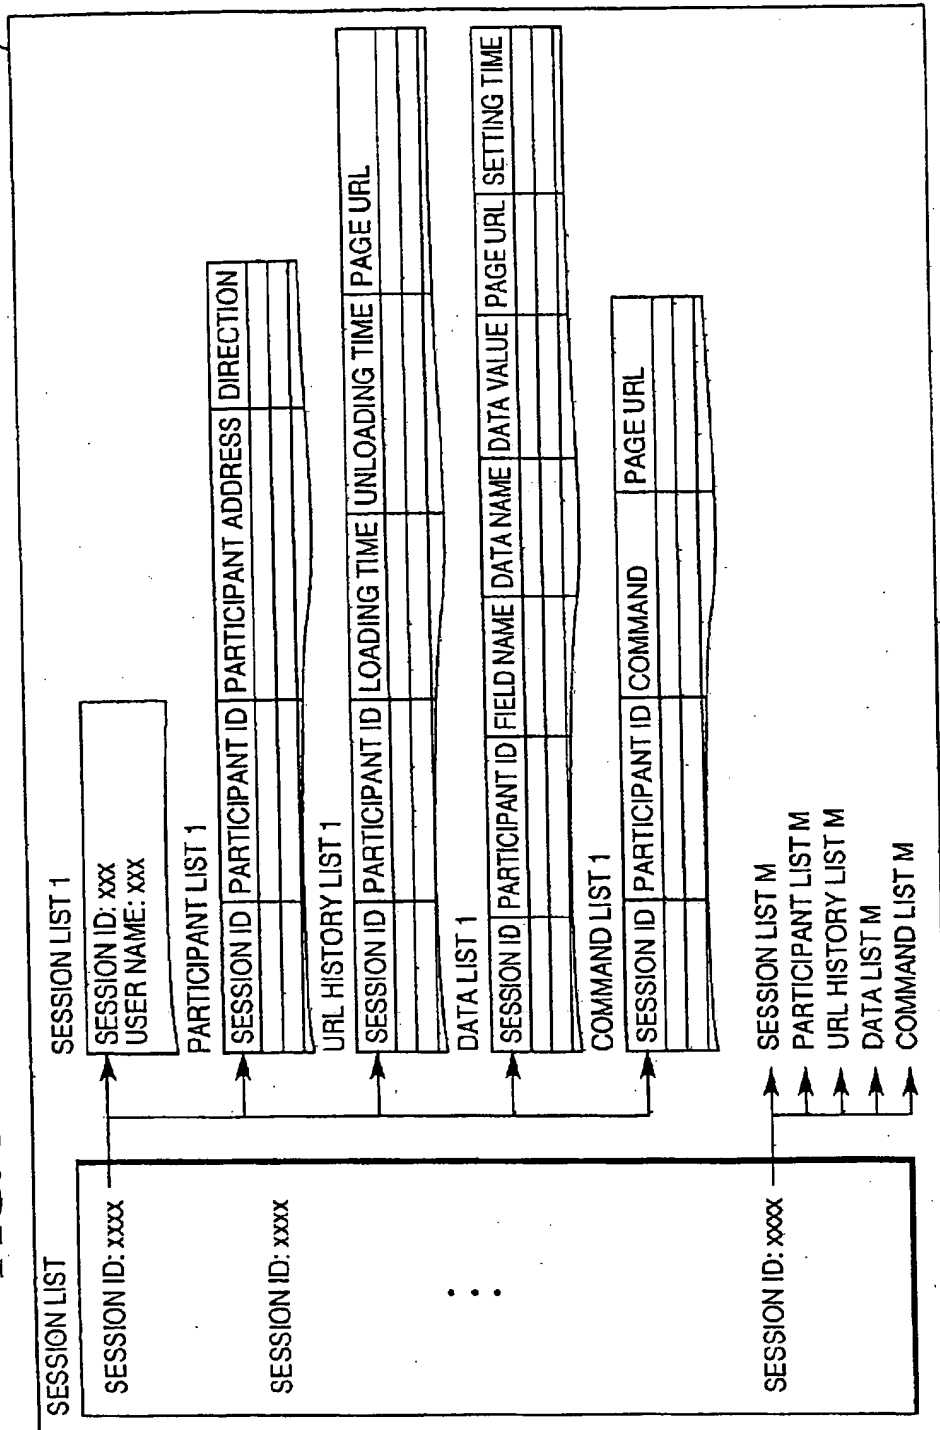 SESSION LIST
SESSION ID: xxxx
SESSION ID: xxxx
...
SESSION ID: xxxx
SESSION LIST 1
SESSION ID: xxx
USER NAME: xxx
PARTICIPANT LIST 1
SESSION ID PARTICIPANT ID PARTICIPANT ADDRESS DIRECTION
URL HISTORY LIST 1
SESSION ID PARTICIPANT ID LOADING TIME UNLOADING TIME PAGE URL
DATA LIST 1
SESSION ID PARTICIPANT ID FIELD NAME DATA NAME DATA VALUE PAGE URL SETTING TIME
COMMAND LIST 1
SESSION ID PARTICIPANT ID COMMAND PAGE URL
SESSION LIST M
PARTICIPANT LIST M
URL HISTORY LIST M
DATA LIST M
COMMAND LIST M